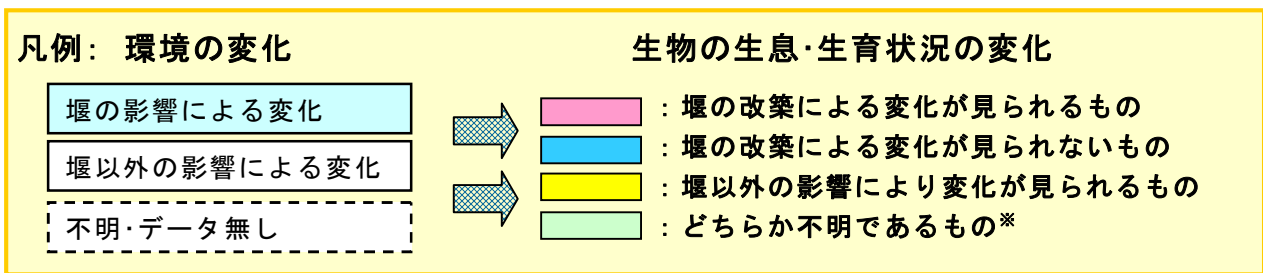 凡例： 環境の変化
生物の生息･生育状況の変化
堰の影響による変化
堰以外の影響による変化
不明･データ無し
：堰の改築による変化が見られるもの
：堰の改築による変化が見られないもの
：堰以外の影響により変化が見られるもの
：どちらか不明であるもの※